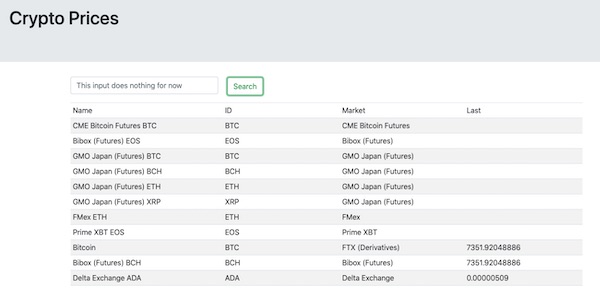 Crypto Prices
This input does nothing for now Search
Name ID Market Last
CME Bitcoin Futures BTC BTC CME Bitcoin Futures
Bibox (Futures) EOS EOS Bibox (Futures)
GMO Japan (Futures) BTC BTC GMO Japan (Futures)
GMO Japan (Futures) BCH BCH GMO Japan (Futures)
GMO Japan (Futures) ETH ETH GMO Japan (Futures)
GMO Japan (Futures) XRP XRP GMO Japan (Futures)
FMex ETH ETH FMex
Prime XBT EOS EOS Prime XBT
Bitcoin BTC FTX (Derivatives) 7351.92048886
Bibox (Futures) BCH BCH Bibox (Futures) 7351.92048886
Delta Exchange ADA ADA Delta Exchange 0.00000509